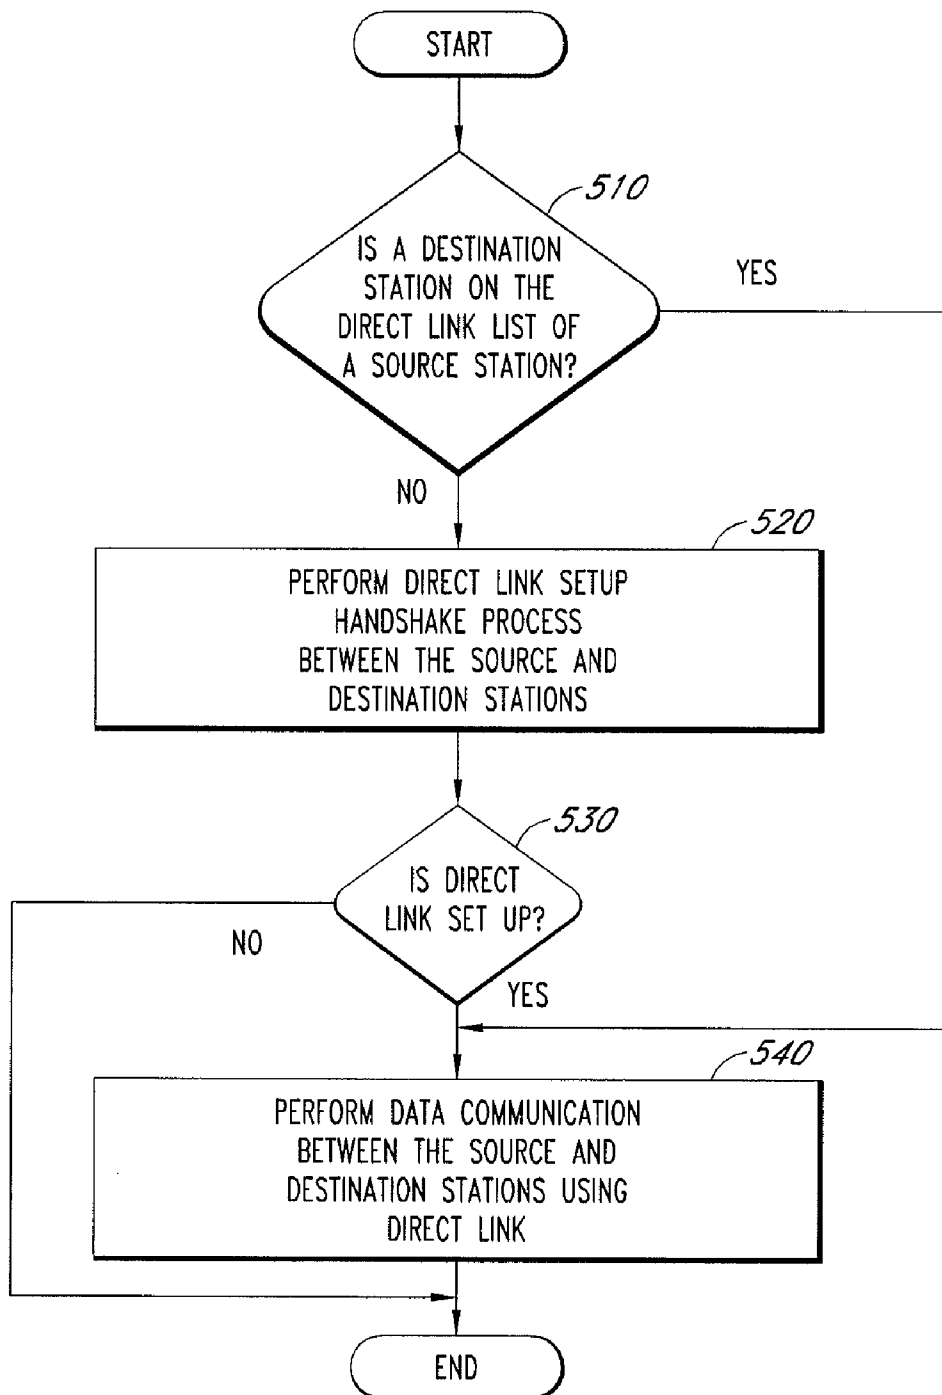 START
510
IS A DESTINATION
STATION ON THE
DIRECT LINK LIST OF
A SOURCE STATION?
YES
NO
520
PERFORM DIRECT LINK SETUP
HANDSHAKE PROCESS
BETWEEN THE SOURCE AND
DESTINATION STATIONS
530
IS DIRECT
LINK SET UP?
NO
YES
540
PERFORM DATA COMMUNICATION
BETWEEN THE SOURCE AND
DESTINATION STATIONS USING
DIRECT LINK
END